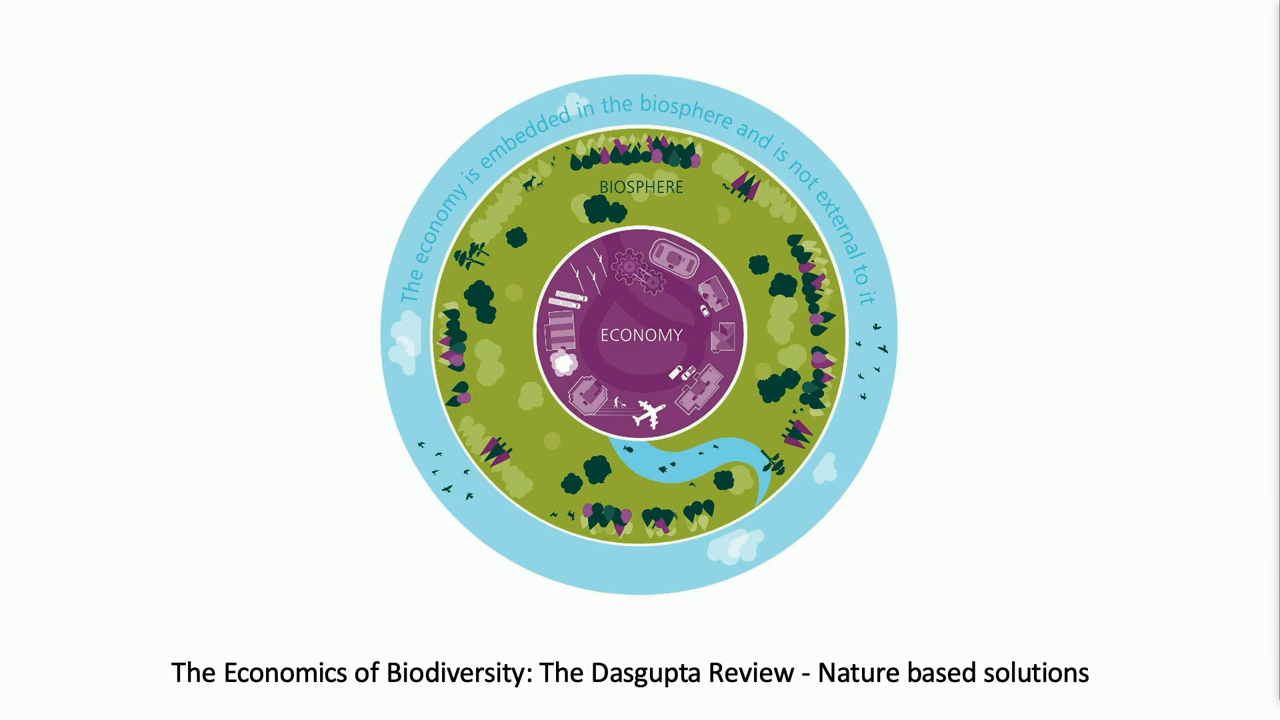 The economy is embedded in the biosphere and is not external to it
BIOSPHERE
ECONOMY
The Economics of Biodiversity: The Dasgupta Review - Nature based solutions